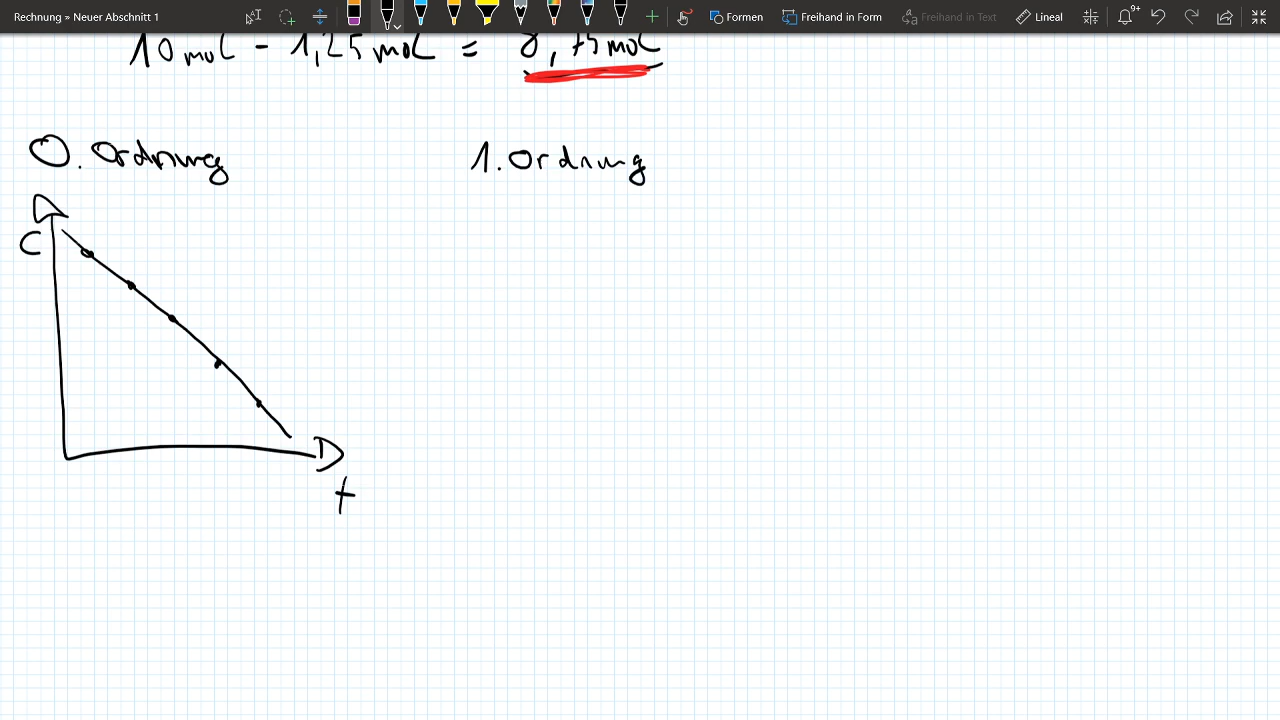 Rechnung » Neuer Abschnitt 1
Formen
Freihand in Form
Freihand in Text
Lineal
9+
10 mol - 1,25 mol = 8,75 mol
0. Ordnung
1. Ordnung
C
t